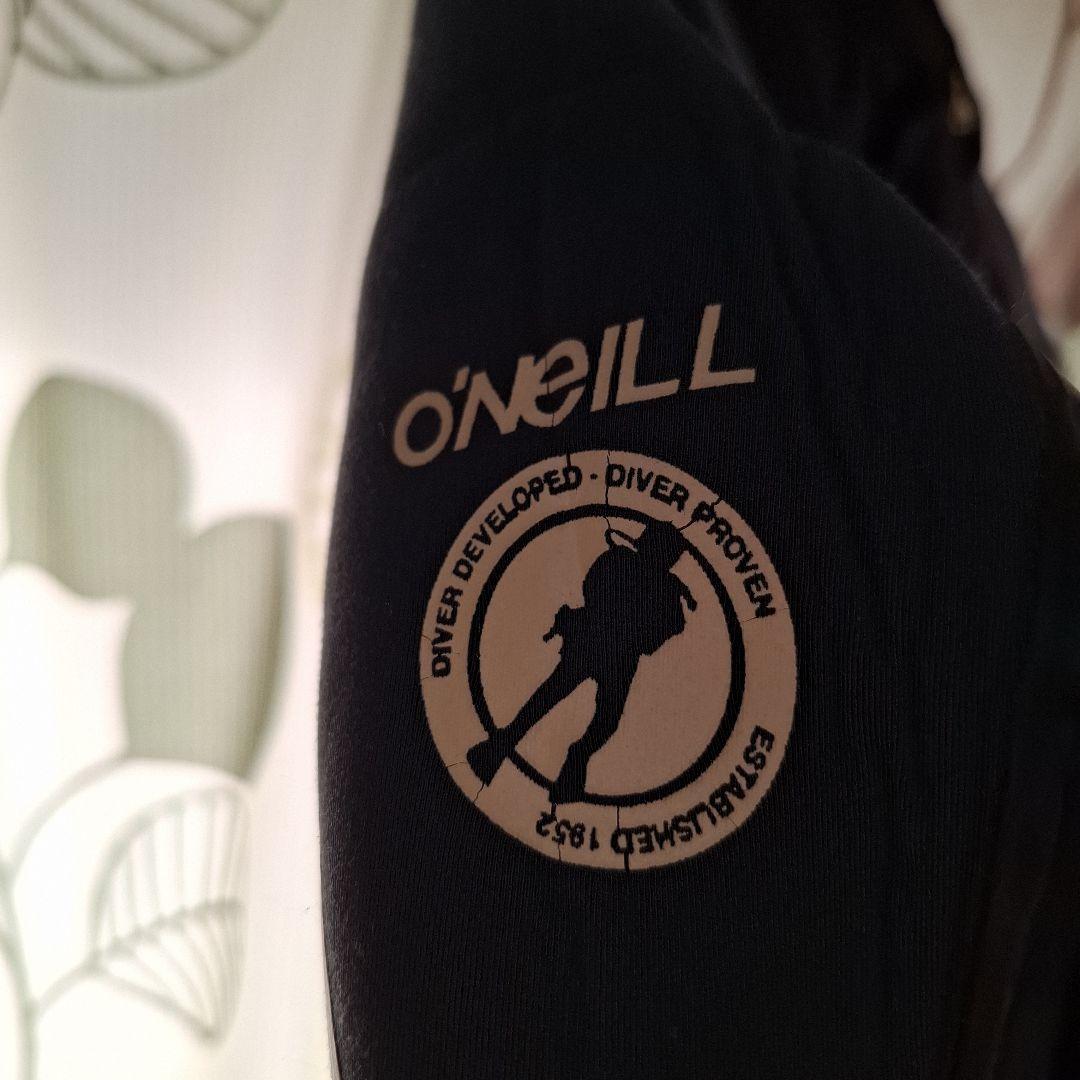 O'NEILL
DIVER DEVELOPED · DIVER PROVEN
ESTABLISHED 1952